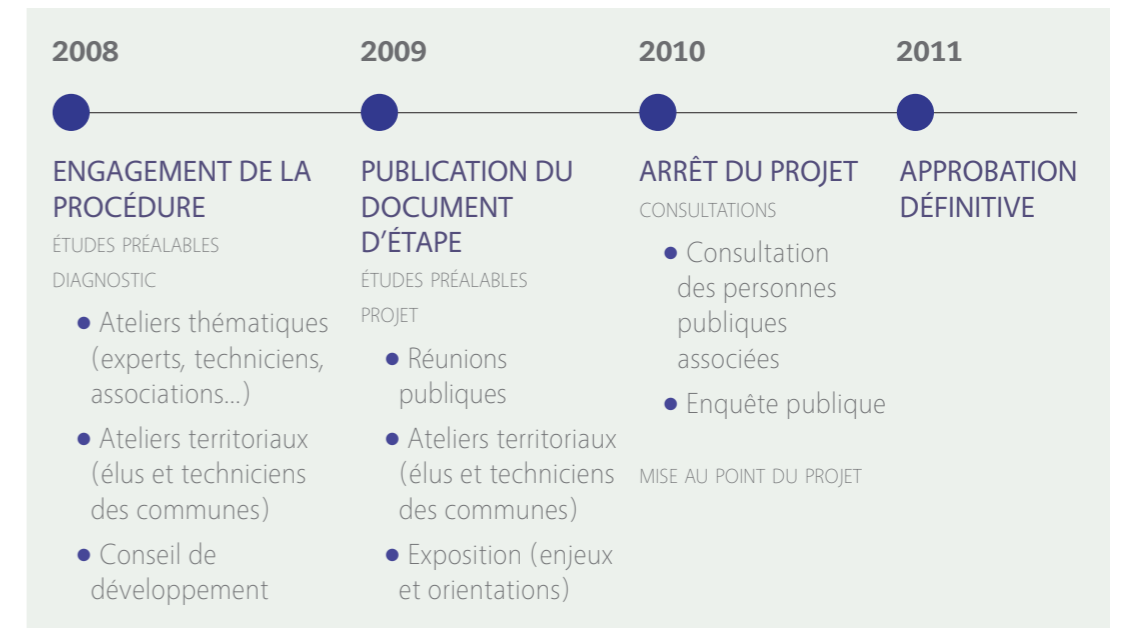 2008
ENGAGEMENT DE LA
PROCÉDURE
ÉTUDES PRÉALABLES
DIAGNOSTIC
• Ateliers thématiques
(experts, techniciens,
associations...)
• Ateliers territoriaux
(élus et techniciens
des communes)
• Conseil de
développement
2009
PUBLICATION DU
DOCUMENT
D’ÉTAPE
ÉTUDES PRÉALABLES
PROJET
• Réunions
publiques
• Ateliers territoriaux
(élus et techniciens
des communes)
• Exposition (enjeux
et orientations)
2010
ARRÊT DU PROJET
CONSULTATIONS
• Consultation
des personnes
publiques
associées
• Enquête publique
MISE AU POINT DU PROJET
2011
APPROBATION
DÉFINITIVE